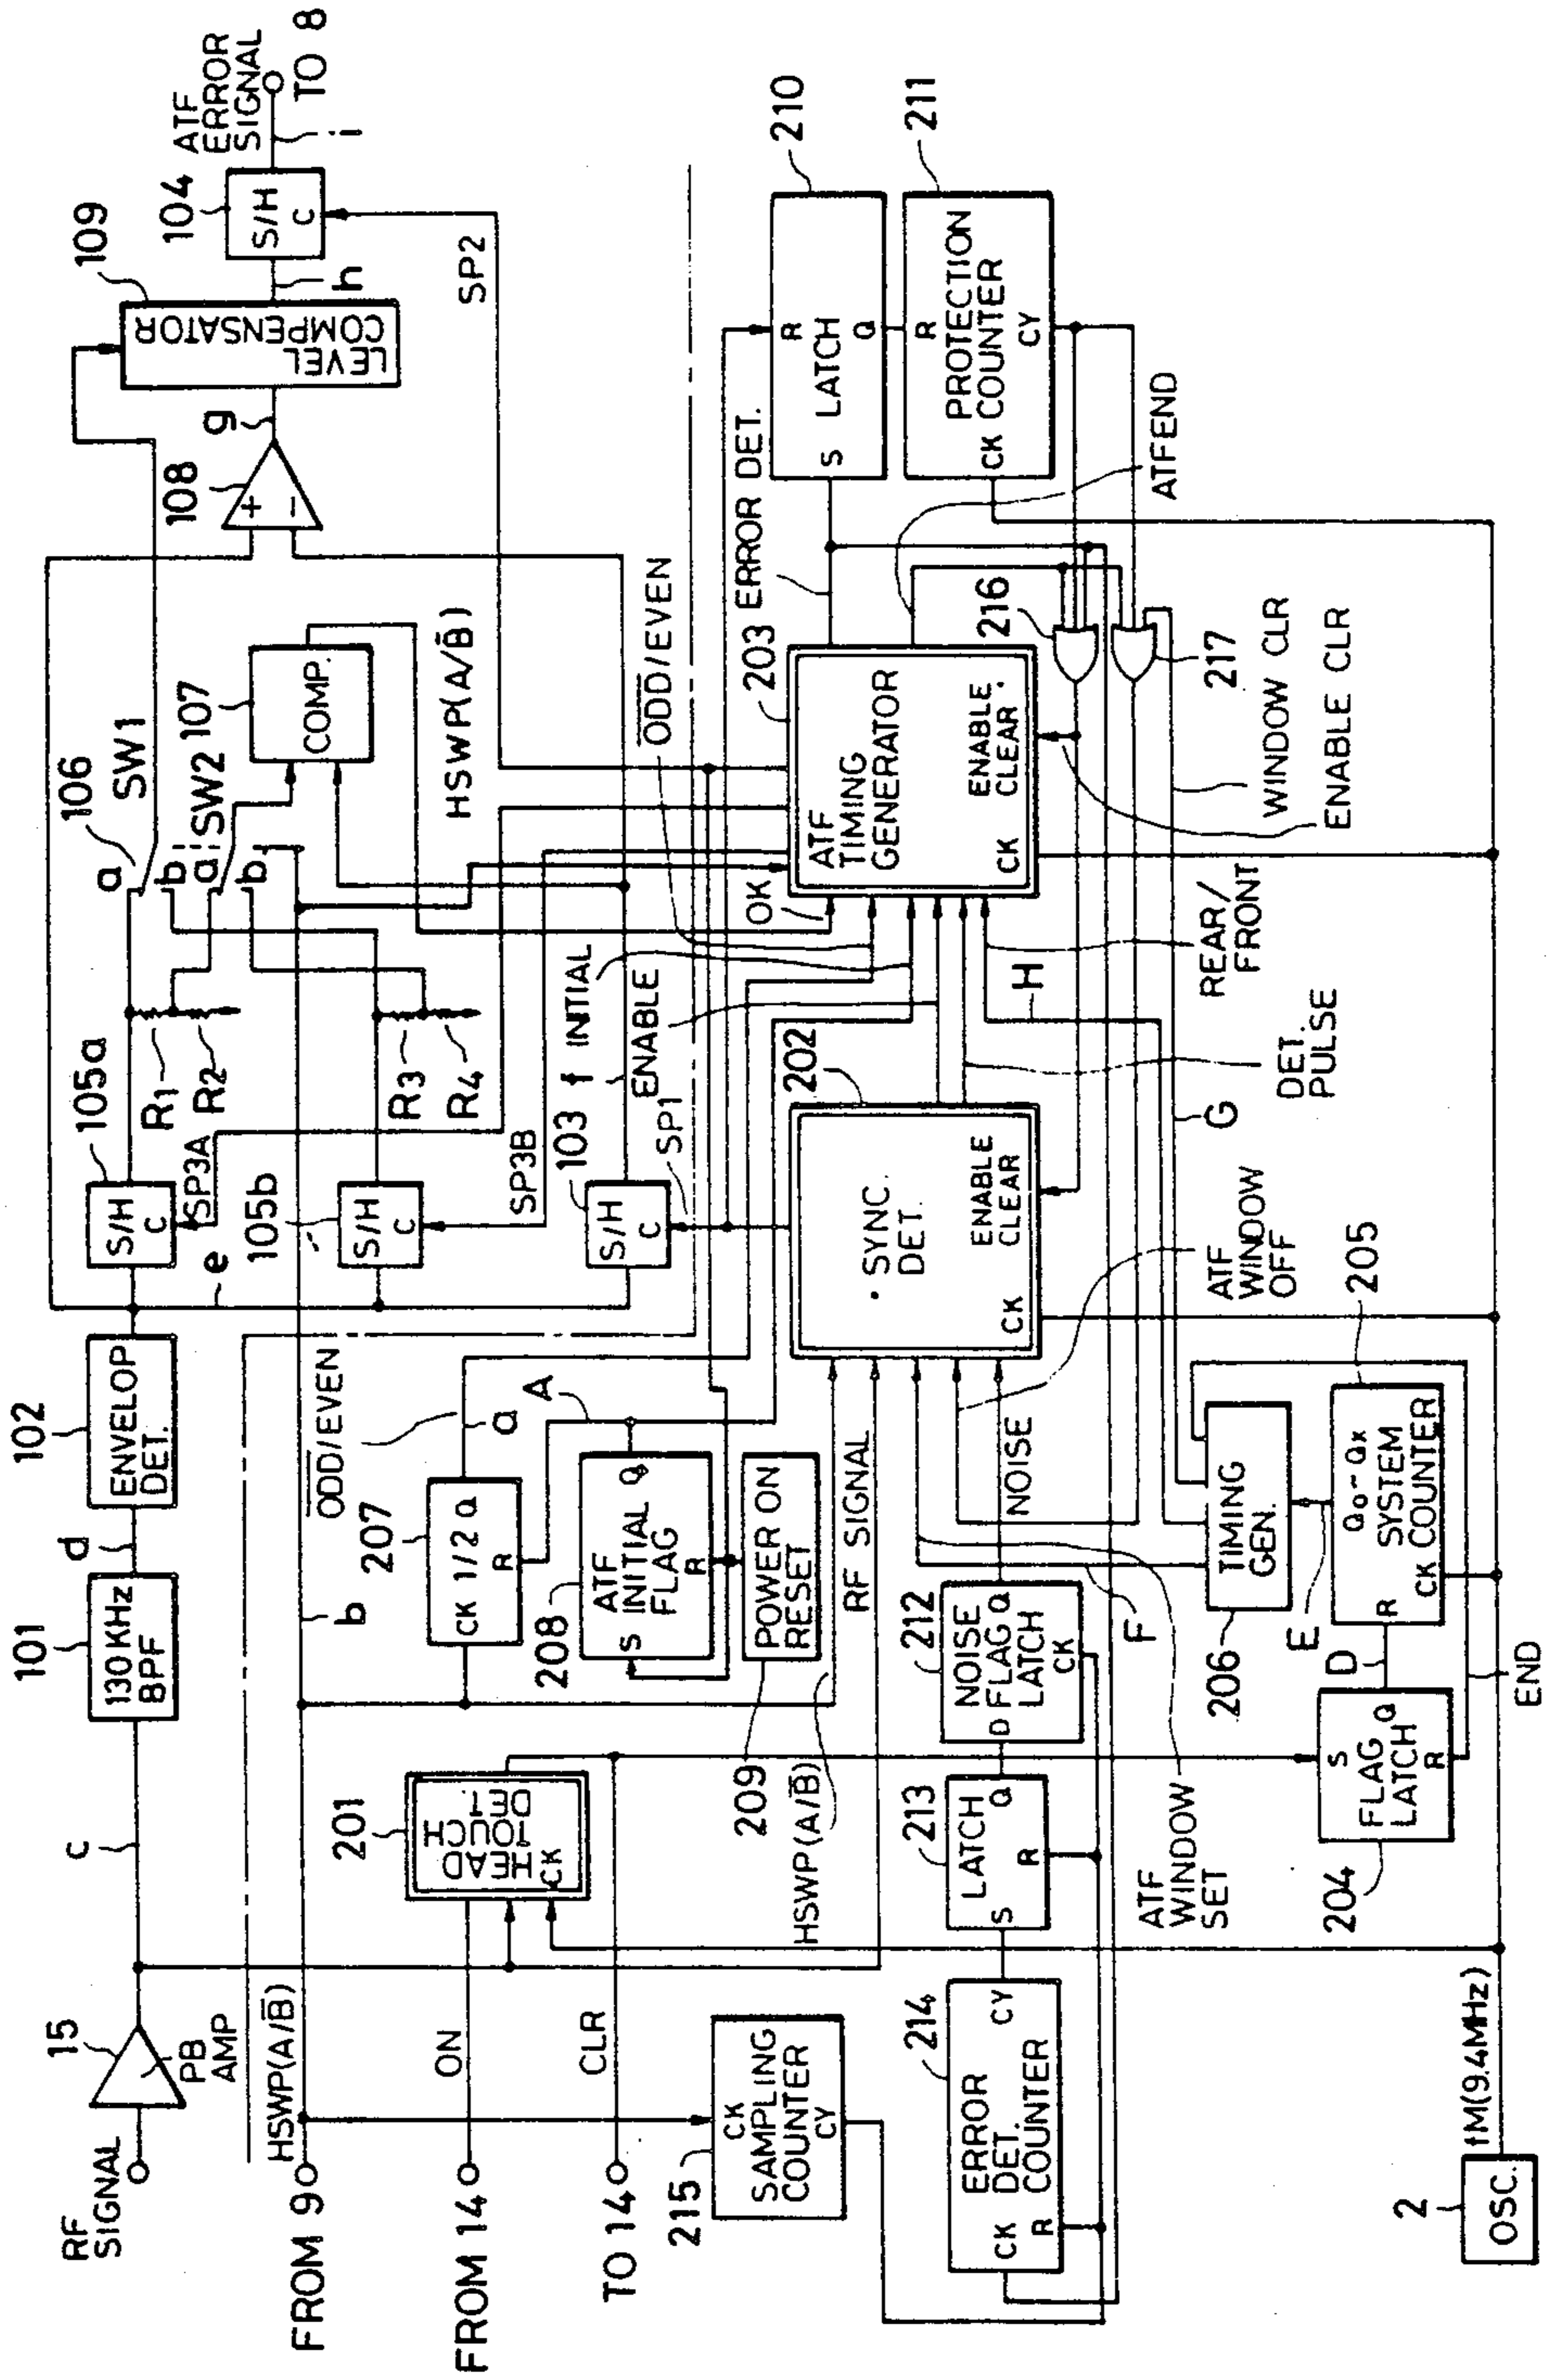 RF
SIGNAL
15
PB
AMP
c
101
130 KHz
BPF
d
102
ENVELOP
DET.
e
105a
S/H
C
SP3A
R1
R2
105b
S/H
C
SP3B
R3
R4
103
S/H
C
SP1
f
106
a
SW1
b
a
SW2
b
107
COMP.
HSWP(A/B̅)
108
+
−
g
109
LEVEL
COMPENSATOR
h
104
S/H
C
SP2
ATF
ERROR
SIGNAL
i
TO 8
FROM 9
HSWP(A/B̅)
b
FROM 14
ON
TO 14
CLR
201
HEAD
TOUCH
DET.
CK
207
CK 1/2 Q
R
O̅D̅D̅/EVEN
a
A
208
ATF
INITIAL
FLAG
Q
S
R
209
POWER ON
RESET
HSWP(A/B̅)
RF SIGNAL
INITIAL
ENABLE
OK
O̅D̅D̅/EVEN
202
SYNC.
DET.
ENABLE
CLEAR
CK
203
ATF
TIMING
GENERATOR
ENABLE
CLEAR
CK
ERROR DET.
210
R
S LATCH
Q
211
R
PROTECTION
CK COUNTER
CY
ATFEND
216
217
WINDOW CLR
ENABLE CLR
REAR/
FRONT
H
DET.
PULSE
G
ATF
WINDOW
OFF
215
CK
SAMPLING
COUNTER
CY
214
ERROR
DET.
COUNTER
CY
CK
R
213
LATCH
S
Q
R
212
NOISE
D FLAG Q
LATCH
CK
NOISE
ATF
WINDOW
SET
F
204
S
FLAG
LATCH
Q
R
D
END
205
Q0-Qx
SYSTEM
COUNTER
R
CK
E
206
TIMING
GEN.
2
OSC.
fM(9.4MHz)